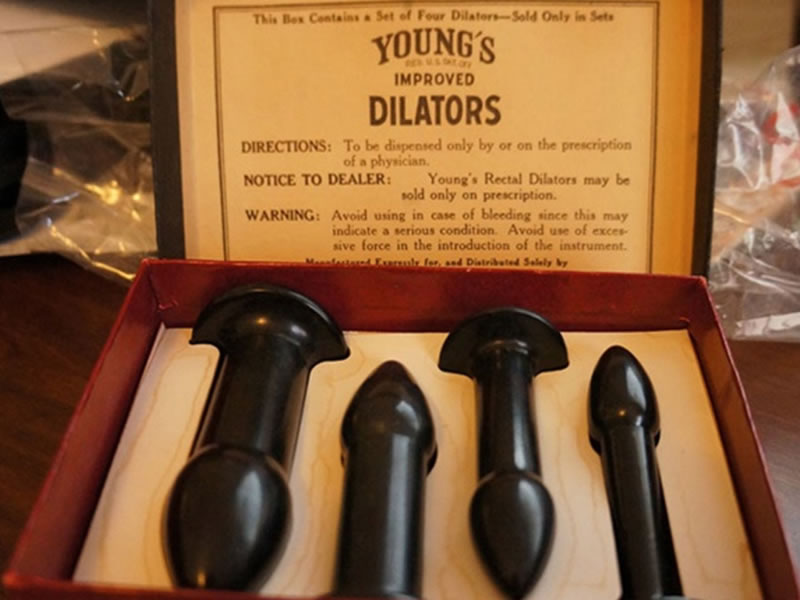 This Box Contains a Set of Four Dilators—Sold Only in Sets
YOUNG'S
REG. U.S. PAT. OFF.
IMPROVED
DILATORS
DIRECTIONS: To be dispensed only by or on the prescription
of a physician.
NOTICE TO DEALER: Young's Rectal Dilators may be
sold only on prescription.
WARNING: Avoid using in case of bleeding since this may
indicate a serious condition. Avoid use of exces-
sive force in the introduction of the instrument.
Manufactured Expressly for, and Distributed Solely by